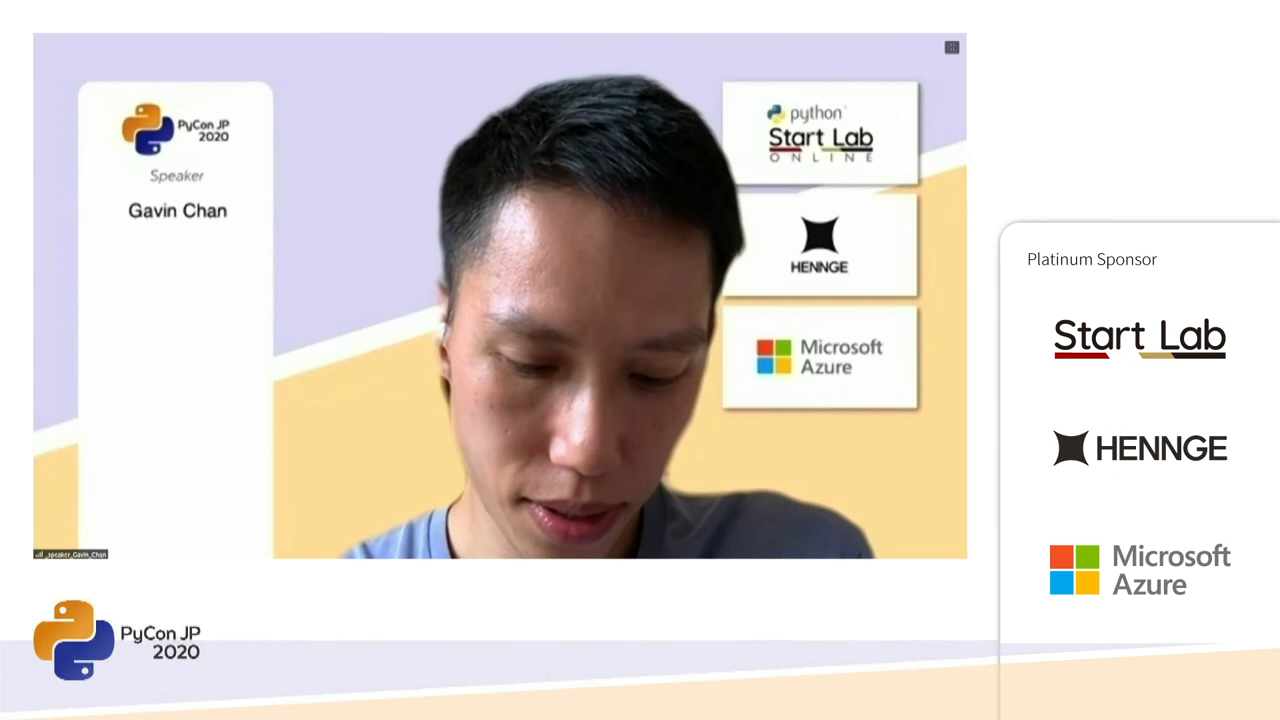 PyCon JP
2020
Speaker
Gavin Chan
python
Start Lab
ONLINE
HENNGE
Microsoft
Azure
_speaker_Gavin_Chan
Platinum Sponsor
Start Lab
HENNGE
Microsoft
Azure
PyCon JP
2020